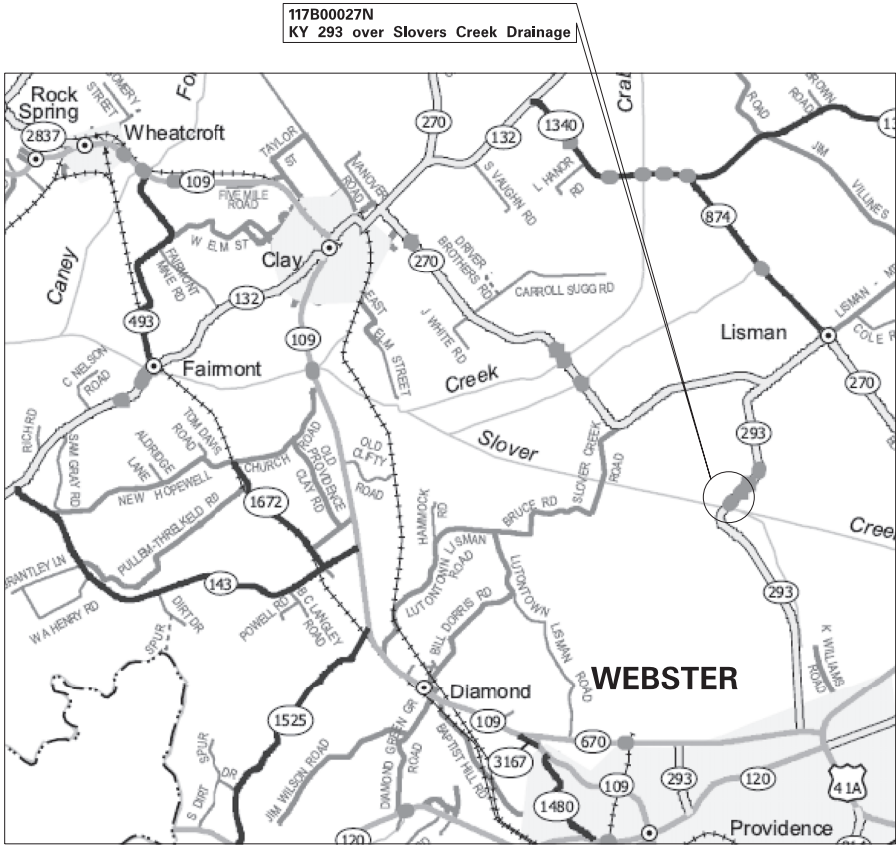 117B00027N
KY 293 over Slovers Creek Drainage
Rock
Spring
2837
Wheatcroft
109
FIVE MILE
ROAD
TAYLOR
ST
VANOVER
ROAD
270
132
1340
S VAUGHN RD
L HANOR
RD
ROAD
ROAD
JIM
VILLINES
874
W ELM ST
Clay
FAIRMONT
MINE RD
Caney
132
493
109
270
DRIVER
BROTHERS RD
CARROLL SUGG RD
J WHITE RD
EAST
ELM STREET
Lisman
COLE R
270
Fairmont
C NELSON
ROAD
Creek
Slover
293
RICH RD
SAM GRAY RD
ALDRIDGE
LANE
TOM DAVIS
ROAD
NEW HOPEWELL
CHURCH
ROAD
OLD
PROVIDENCE
CLAY RD
OLD
CLIFTY
ROAD
SLOVER CREEK
ROAD
1672
HAMMOCK
RD
BRUCE RD
PULLEM-THRELKELD RD
143
LUTONTOWN LISMAN
ROAD
LUTONTOWN
LISMAN
ROAD
BILL DORRIS RD
293
W A HENRY RD
DIRT DR
SPUR
POWELL RD
B C LANGLEY
ROAD
K WILLIAMS
ROAD
WEBSTER
Diamond
1525
109
670
3167
JIM WILSON ROAD
DIAMOND GREEN GR
ROAD
BAPTIST HILL RD
SPUR
S DIRT
DR
1480
109
293
120
41A
120
Providence